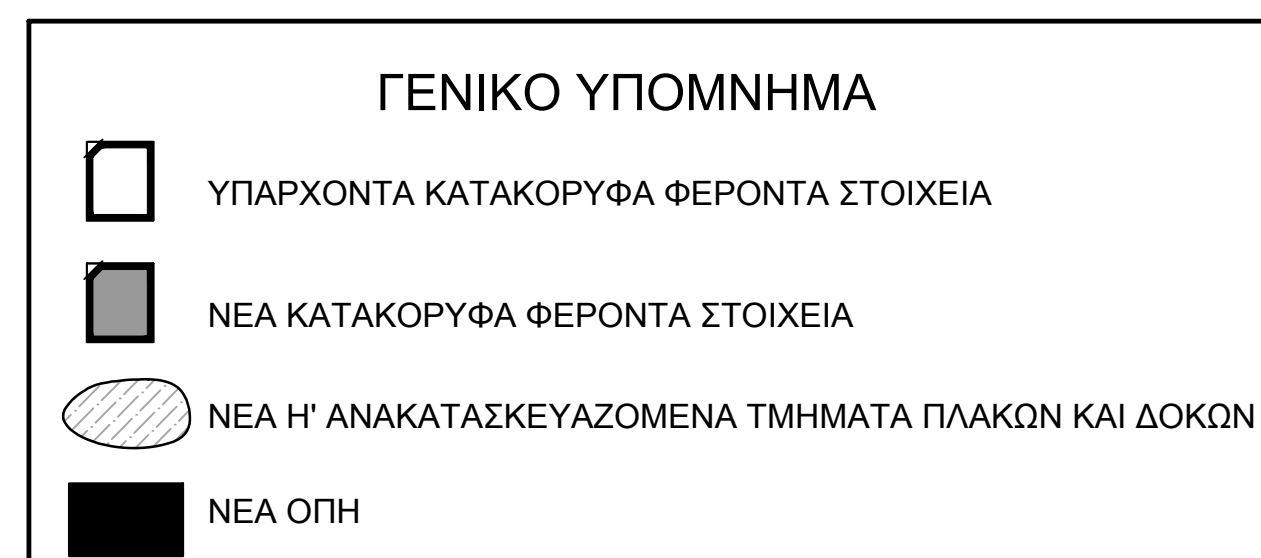 ΓΕΝΙΚΟ ΥΠΟΜΝΗΜΑ
ΥΠΑΡΧΟΝΤΑ ΚΑΤΑΚΟΡΥΦΑ ΦΕΡΟΝΤΑ ΣΤΟΙΧΕΙΑ
ΝΕΑ ΚΑΤΑΚΟΡΥΦΑ ΦΕΡΟΝΤΑ ΣΤΟΙΧΕΙΑ
ΝΕΑ Η' ΑΝΑΚΑΤΑΣΚΕΥΑΖΟΜΕΝΑ ΤΜΗΜΑΤΑ ΠΛΑΚΩΝ ΚΑΙ ΔΟΚΩΝ
ΝΕΑ ΟΠΗ